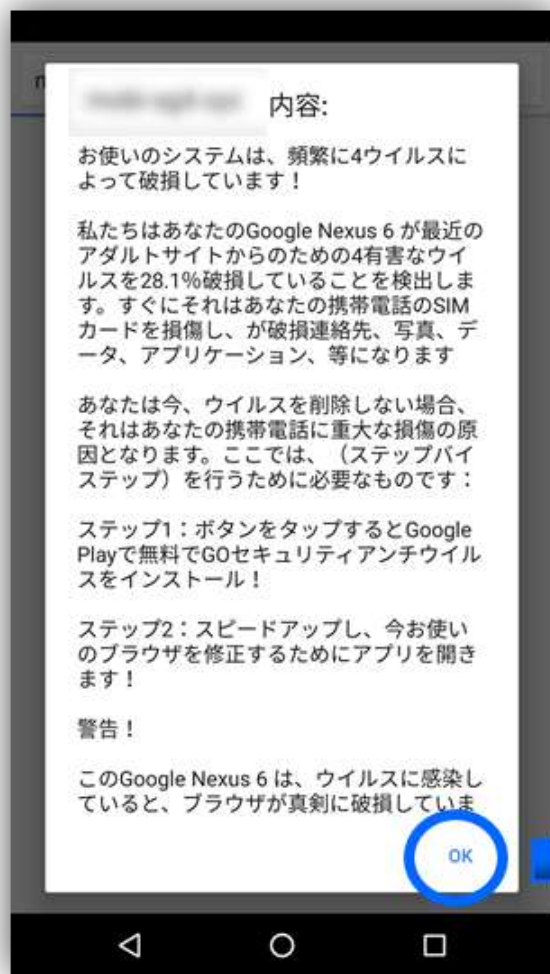 内容:
お使いのシステムは、頻繁に4ウイルスに
よって破損しています！
私たちはあなたのGoogle Nexus 6 が最近の
アダルトサイトからのための4有害なウイ
ルスを28.1%破損していることを検出しま
す。すぐにそれはあなたの携帯電話のSIM
カードを損傷し、が破損連絡先、写真、デ
ータ、アプリケーション、等になります
あなたは今、ウイルスを削除しない場合、
それはあなたの携帯電話に重大な損傷の原
因となります。ここでは、（ステップバイ
ステップ）を行うために必要なものです：
ステップ1：ボタンをタップするとGoogle
Playで無料でGOセキュリティアンチウイル
スをインストール！
ステップ2：スピードアップし、今お使い
のブラウザを修正するためにアプリを開き
ます！
警告！
このGoogle Nexus 6 は、ウイルスに感染し
ていると、ブラウザが真剣に破損していま
OK